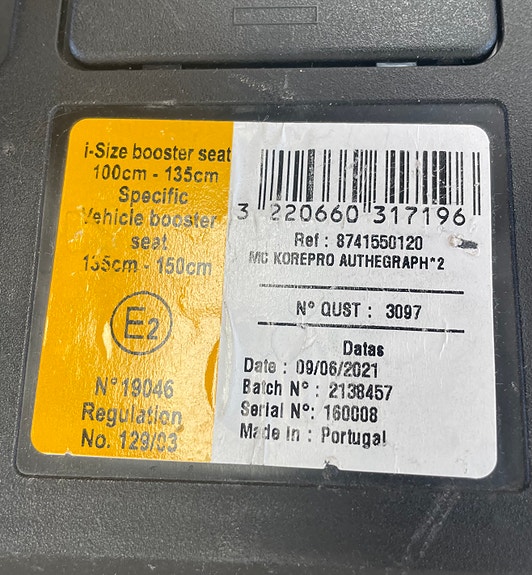 i-Size booster seat
100cm - 135cm
Specific
Vehicle booster
seat
135cm - 150cm
E2
N°19046
Regulation
No. 129/03
3 220660 317196
Ref : 8741550120
MC KOREPRO AUTHEGRAPH*2
N° QUST : 3097
Datas
Date : 09/06/2021
Batch N° : 2138457
Serial N°: 160008
Made in : Portugal